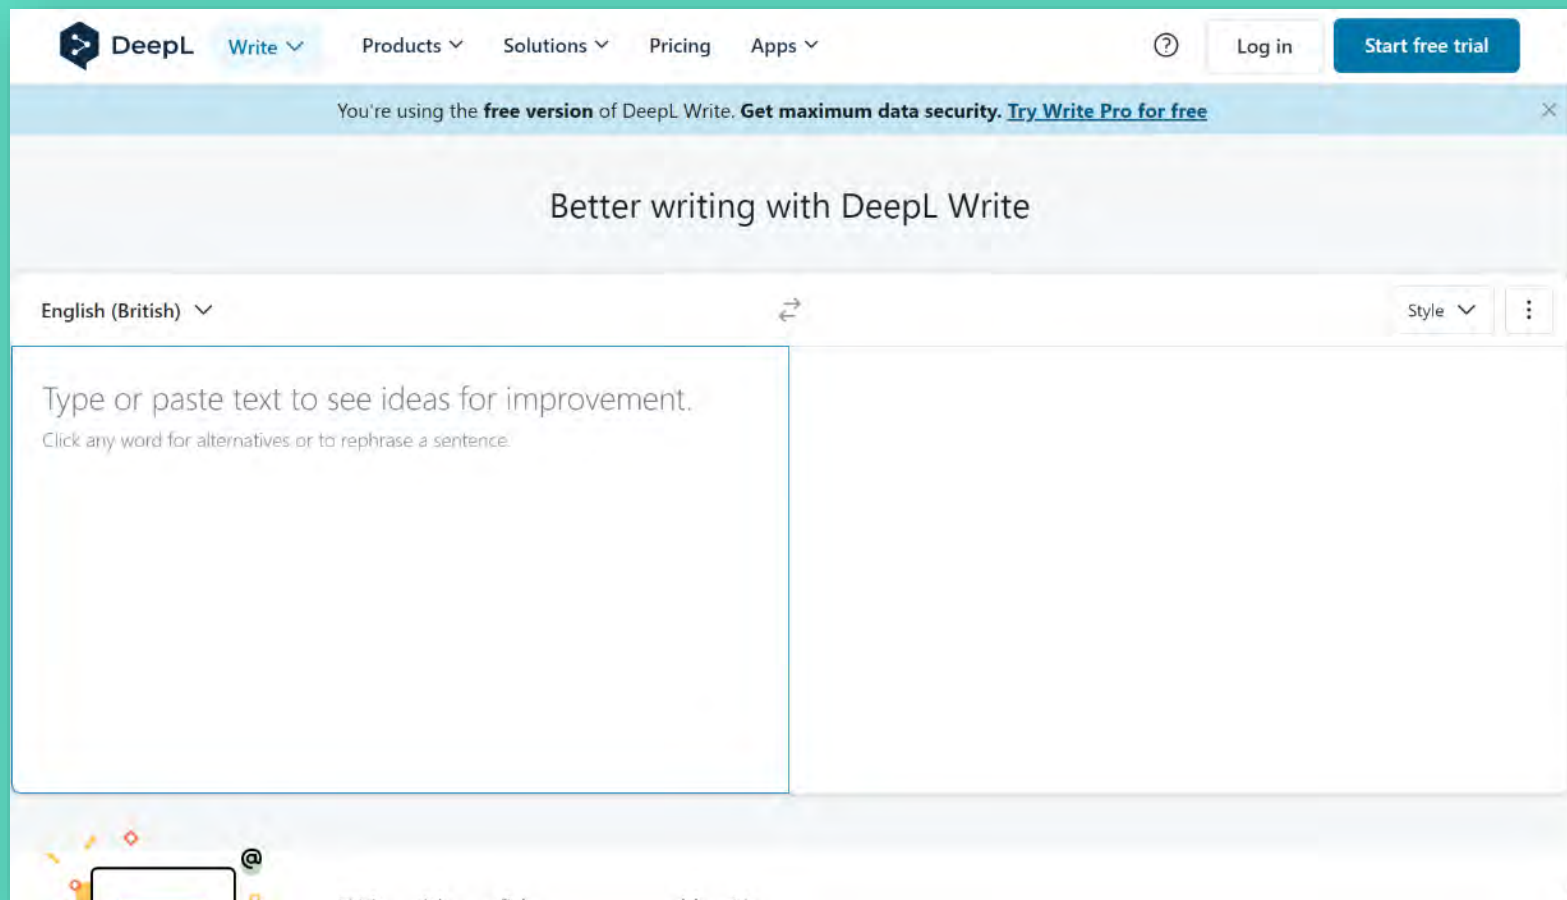 DeepL Write Products Solutions Pricing Apps Log in Start free trial
You're using the free version of DeepL Write. Get maximum data security. Try Write Pro for free
Better writing with DeepL Write
English (British) Style
Type or paste text to see ideas for improvement.
Click any word for alternatives or to rephrase a sentence.
@